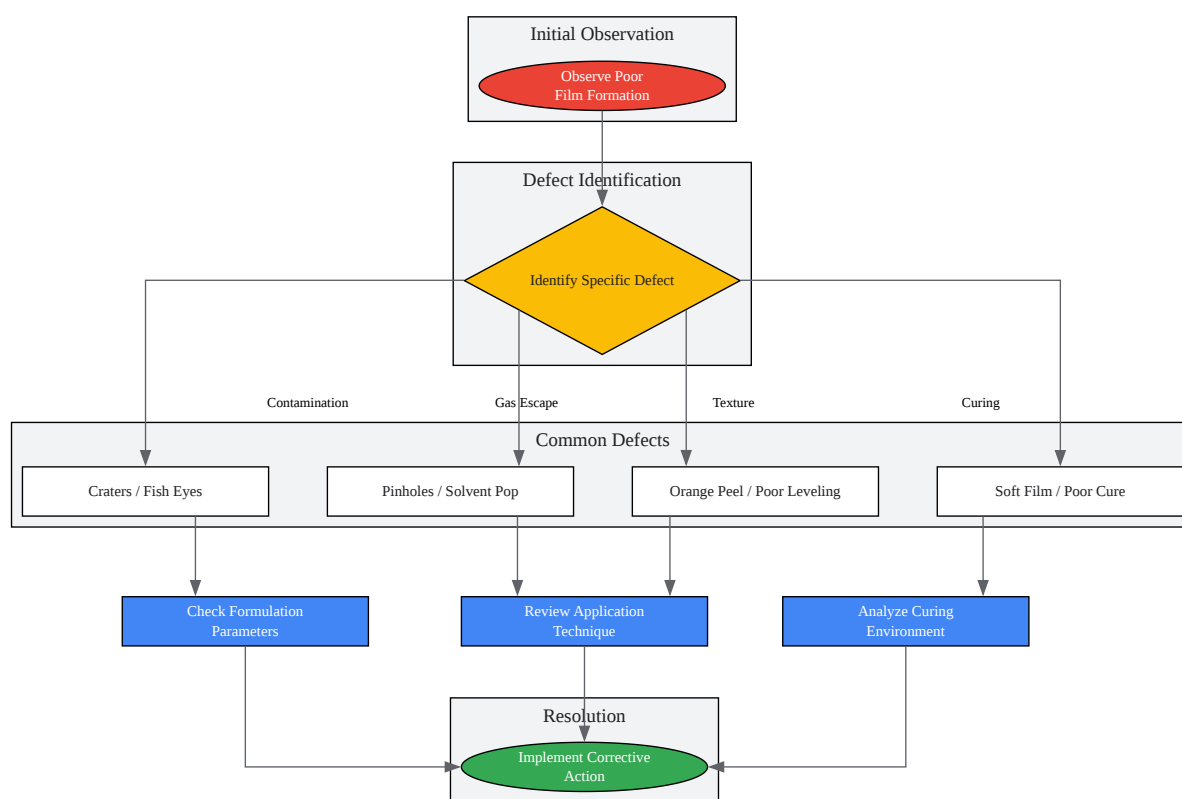 Initial Observation
Observe Poor
Film Formation
Defect Identification
Identify Specific Defect
Contamination
Gas Escape
Texture
Curing
Common Defects
Craters / Fish Eyes
Pinholes / Solvent Pop
Orange Peel / Poor Leveling
Soft Film / Poor Cure
Check Formulation
Parameters
Review Application
Technique
Analyze Curing
Environment
Resolution
Implement Corrective
Action